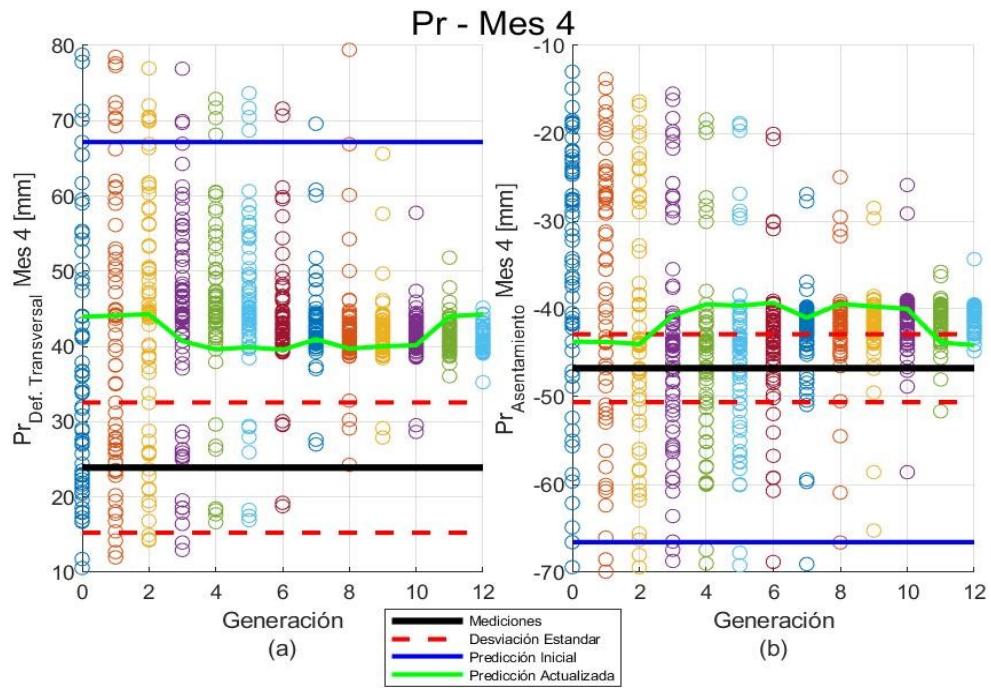 Pr - Mes 4
80
70
60
50
40
30
20
10
Pr Def. Transversal Mes 4 [mm]
0 2 4 6 8 10 12
Generación
(a)
-10
-20
-30
-40
-50
-60
-70
Pr Asentamiento Mes 4 [mm]
0 2 4 6 8 10 12
Generación
(b)
Mediciones
Desviación Estandar
Predicción Inicial
Predicción Actualizada